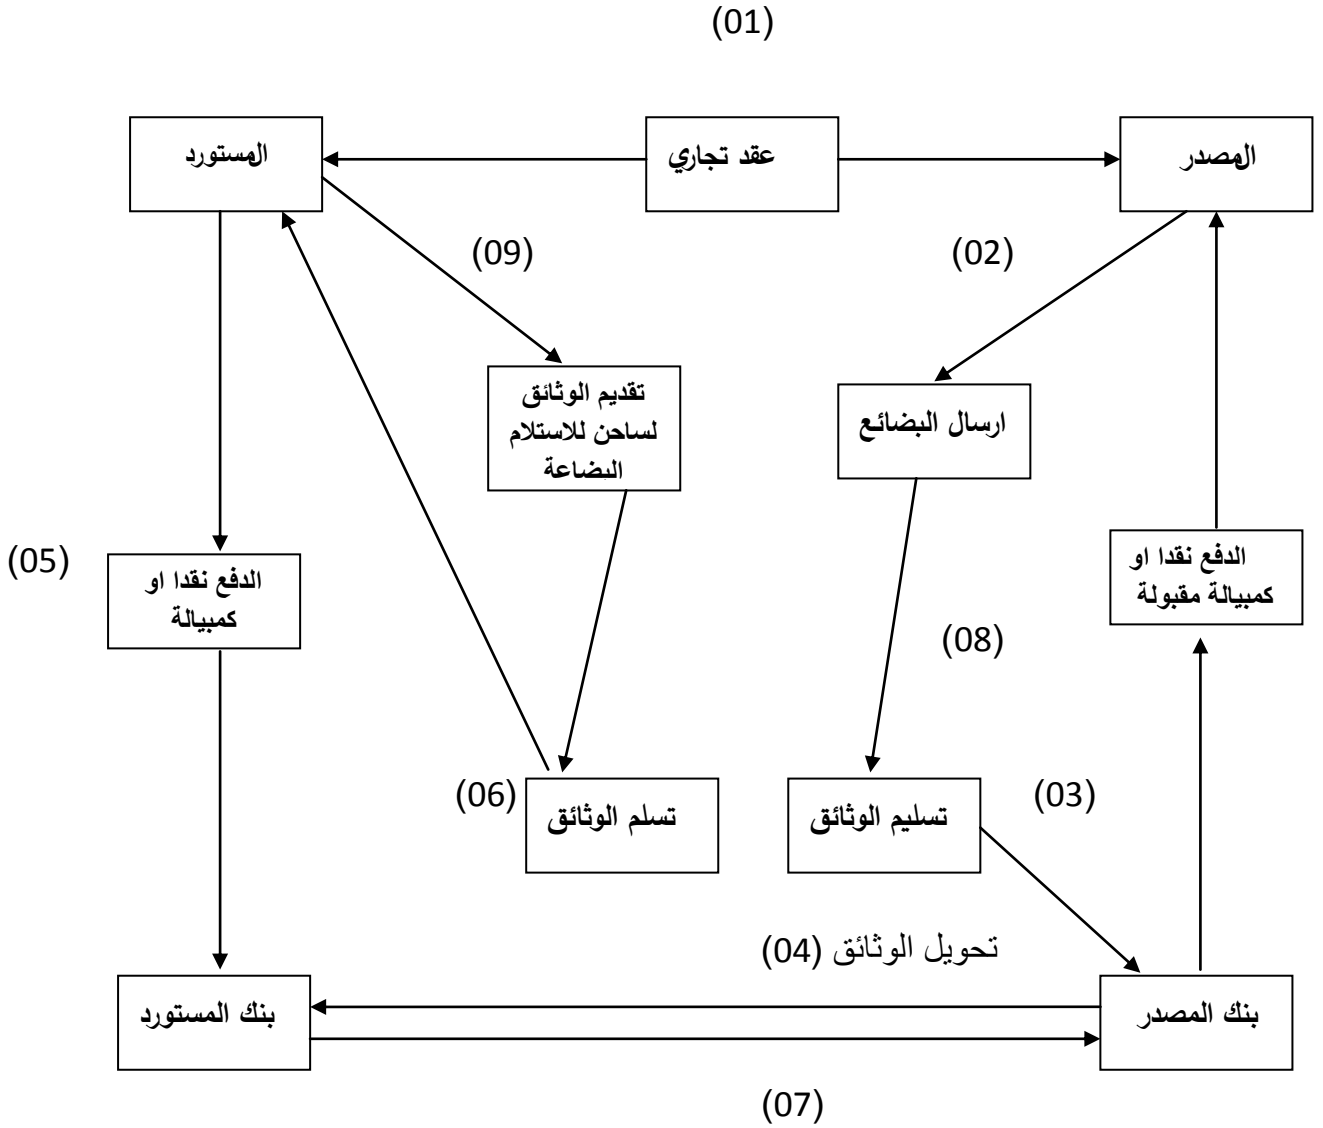 (01)
المصدر
عقد تجاري
المستورد
(02)
(09)
ارسال البضائع
تقديم الوثائق
لساحن للاستلام
البضاعة
الدفع نقدا او
كمبيالة مقبولة
(05)
الدفع نقدا او
كمبيالة
(08)
(03)
تسليم الوثائق
تسلم الوثائق
(06)
تحويل الوثائق (04)
بنك المصدر
بنك المستورد
(07)